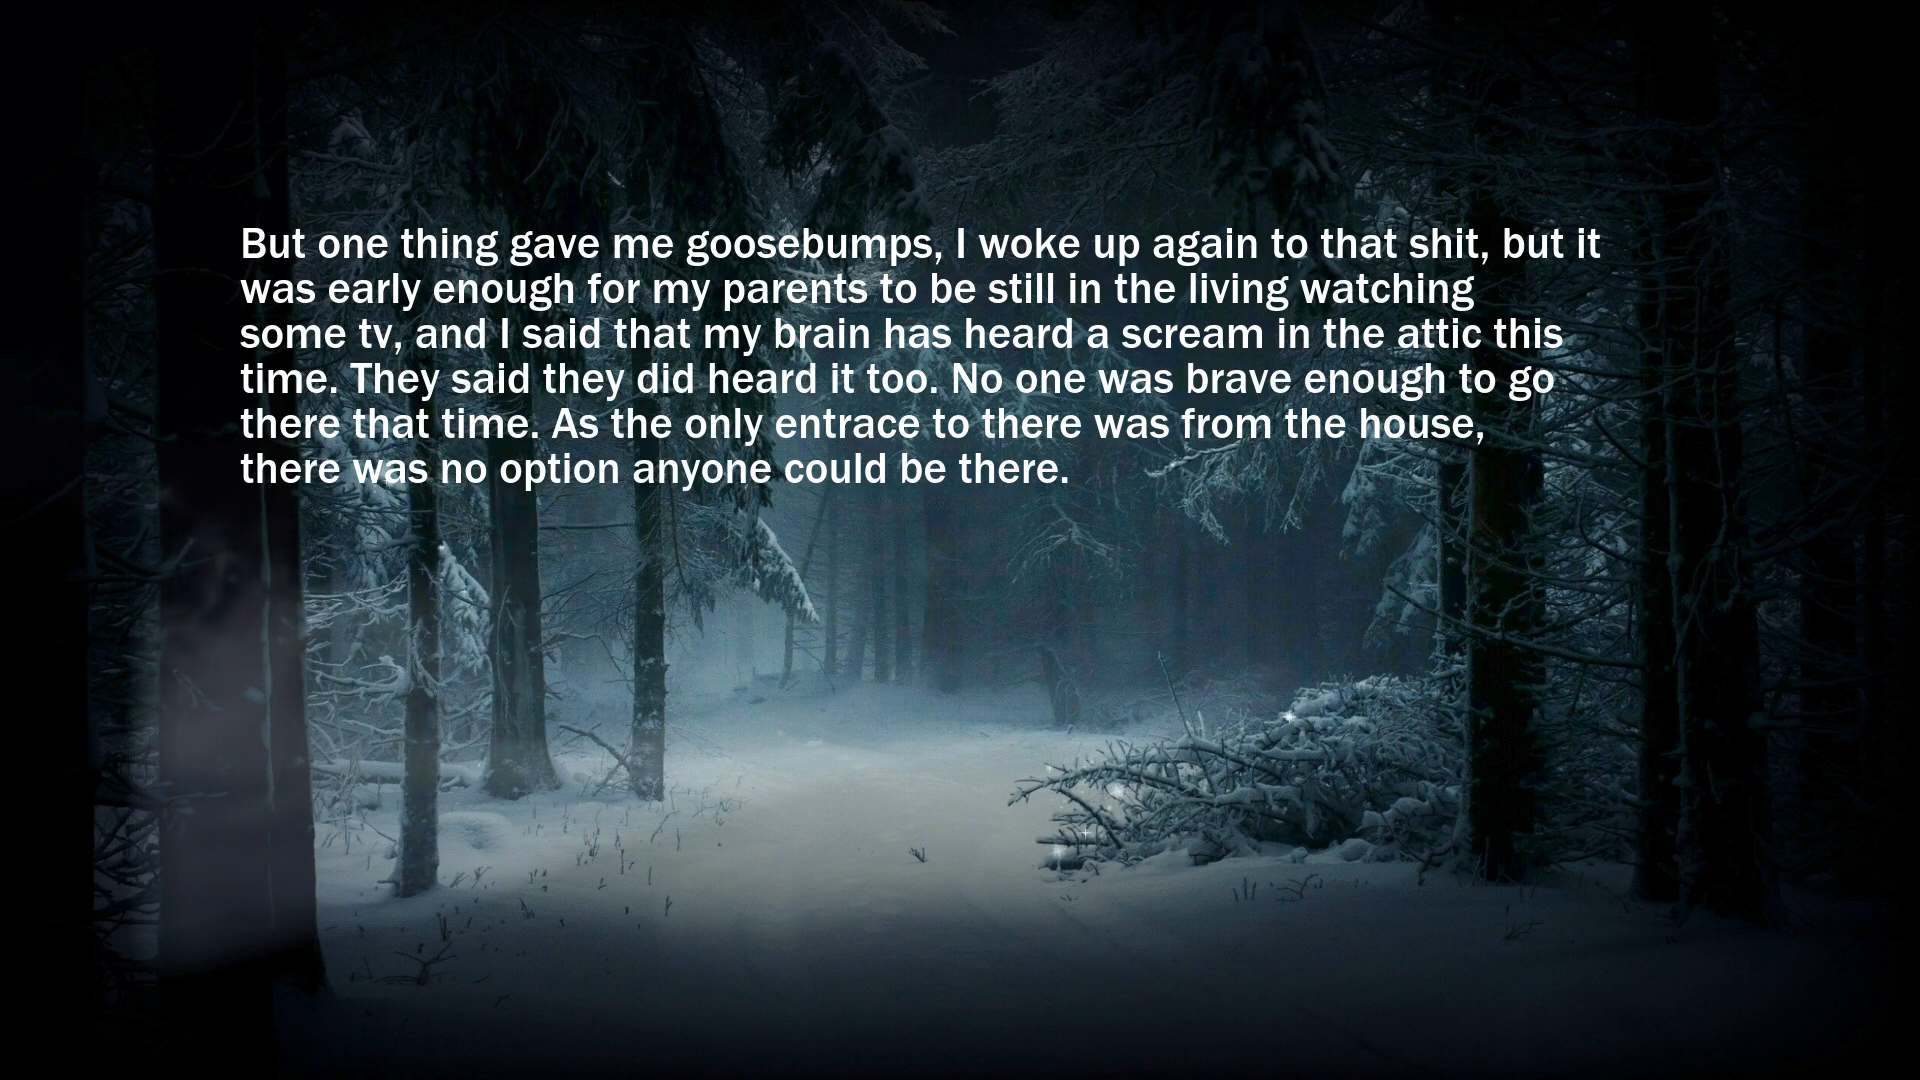 But one thing gave me goosebumps, I woke up again to that shit, but it
was early enough for my parents to be still in the living watching
some tv, and I said that my brain has heard a scream in the attic this
time. They said they did heard it too. No one was brave enough to go
there that time. As the only entrace to there was from the house,
there was no option anyone could be there.